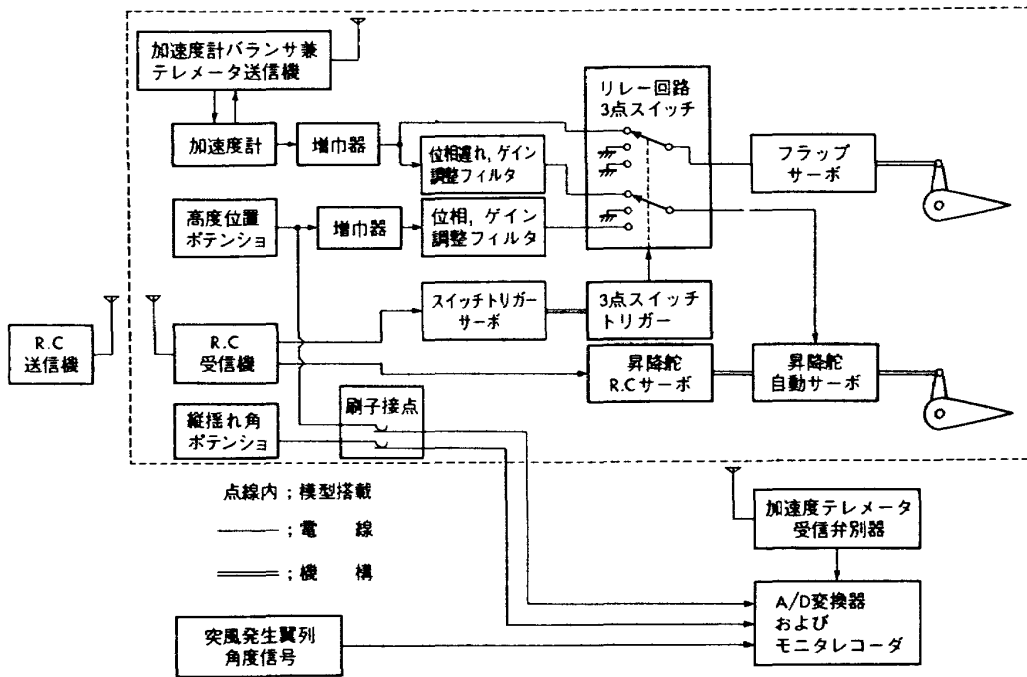 加速度計バランサ兼
テレメータ送信機
加速度計
増巾器
位相遅れ,ゲイン
調整フィルタ
リレー回路
3点スイッチ
フラップ
サーボ
高度位置
ポテンショ
増巾器
位相,ゲイン
調整フィルタ
スイッチトリガー
サーボ
3点スイッチ
トリガー
R.C
送信機
R.C
受信機
昇降舵
R.Cサーボ
昇降舵
自動サーボ
刷子接点
縦揺れ角
ポテンショ
点線内;模型搭載
;電 線
;機 構
加速度テレメータ
受信弁別器
A/D変換器
および
モニタレコーダ
突風発生翼列
角度信号